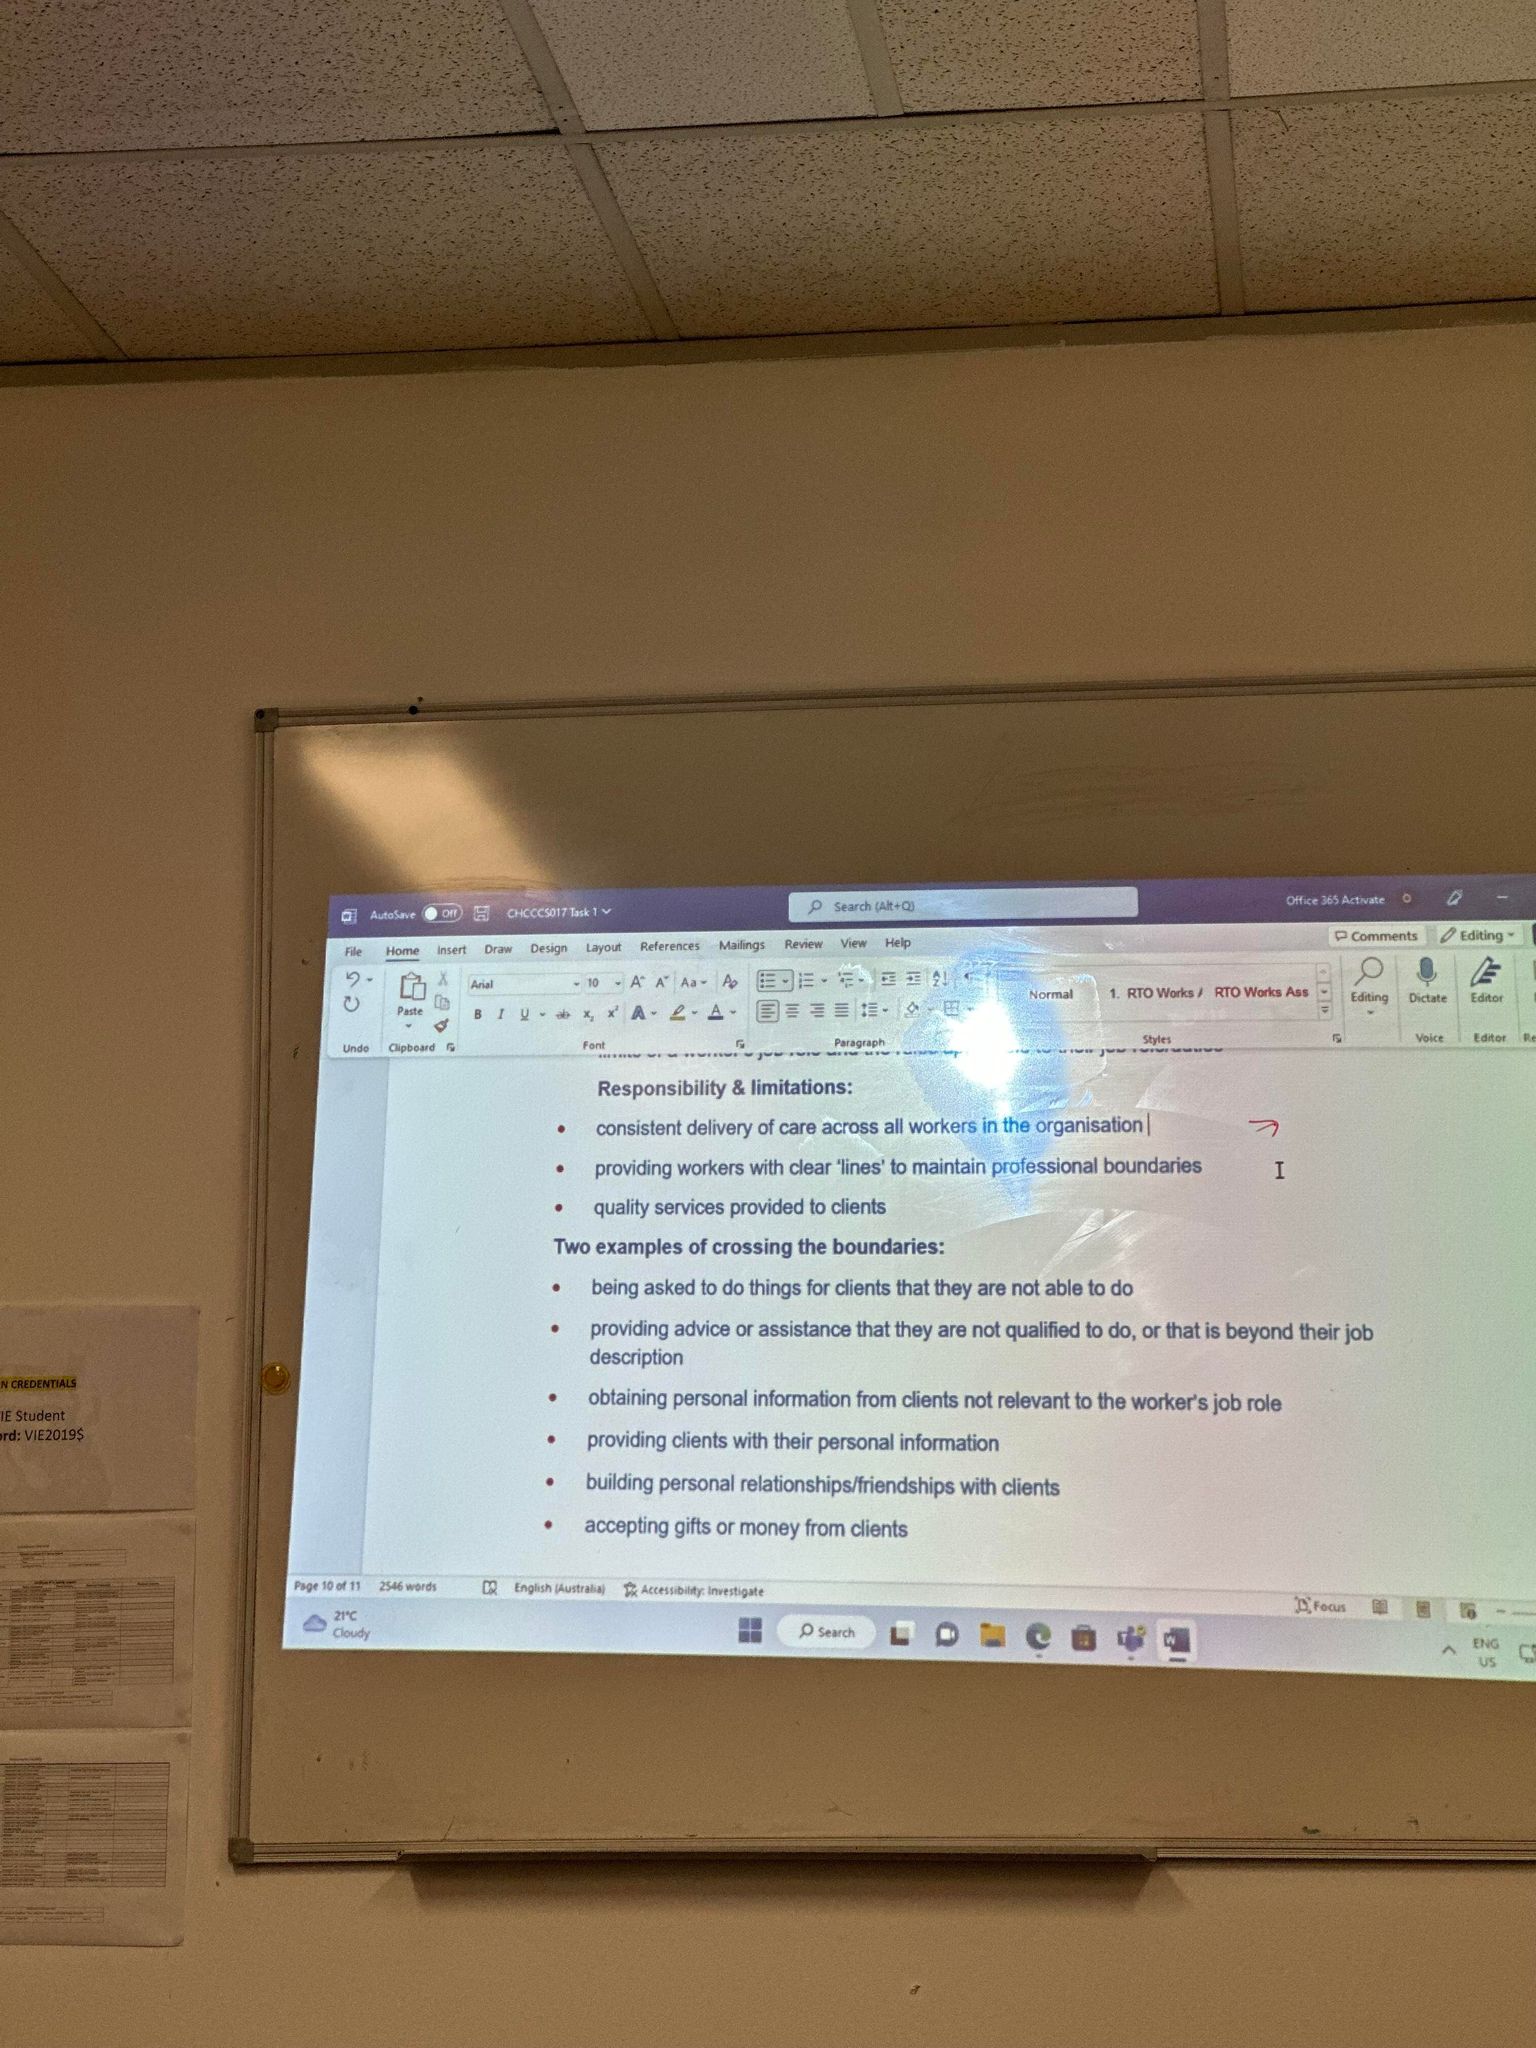 AutoSave Off CHCCCS017 Task 1 Search (Alt+Q) Office 365 Activate
File Home Insert Draw Design Layout References Mailings Review View Help Comments Editing
Paste Arial 10 A A Aa A Normal 1. RTO Works / RTO Works Ass Editing Dictate Editor
B I U ab x₂ x² A A
Undo Clipboard Font Paragraph Styles Voice Editor Re
Responsibility & limitations:
• consistent delivery of care across all workers in the organisation
• providing workers with clear 'lines' to maintain professional boundaries
• quality services provided to clients
Two examples of crossing the boundaries:
• being asked to do things for clients that they are not able to do
• providing advice or assistance that they are not qualified to do, or that is beyond their job
description
• obtaining personal information from clients not relevant to the worker's job role
• providing clients with their personal information
• building personal relationships/friendships with clients
• accepting gifts or money from clients
Page 10 of 11 2546 words English (Australia) Accessibility: Investigate Focus
21°C
Cloudy
Search
ENG
US
N CREDENTIALS
IE Student
ord: VIE2019$